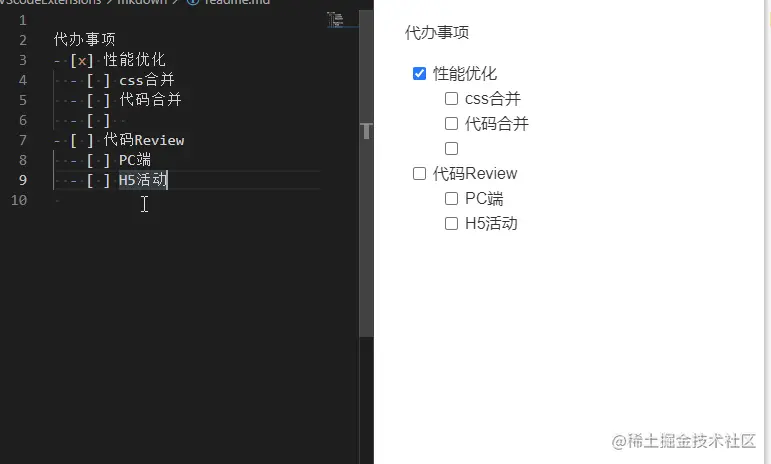 VScodeExtensions > mkdown > readme.md
1
2 代办事项
3 - [x] 性能优化
4 - [ ] css合并
5 - [ ] 代码合并
6 - [ ]
7 - [ ] 代码Review
8 - [ ] PC端
9 - [ ] H5活动
10
代办事项
性能优化
css合并
代码合并
代码Review
PC端
H5活动
@稀土掘金技术社区